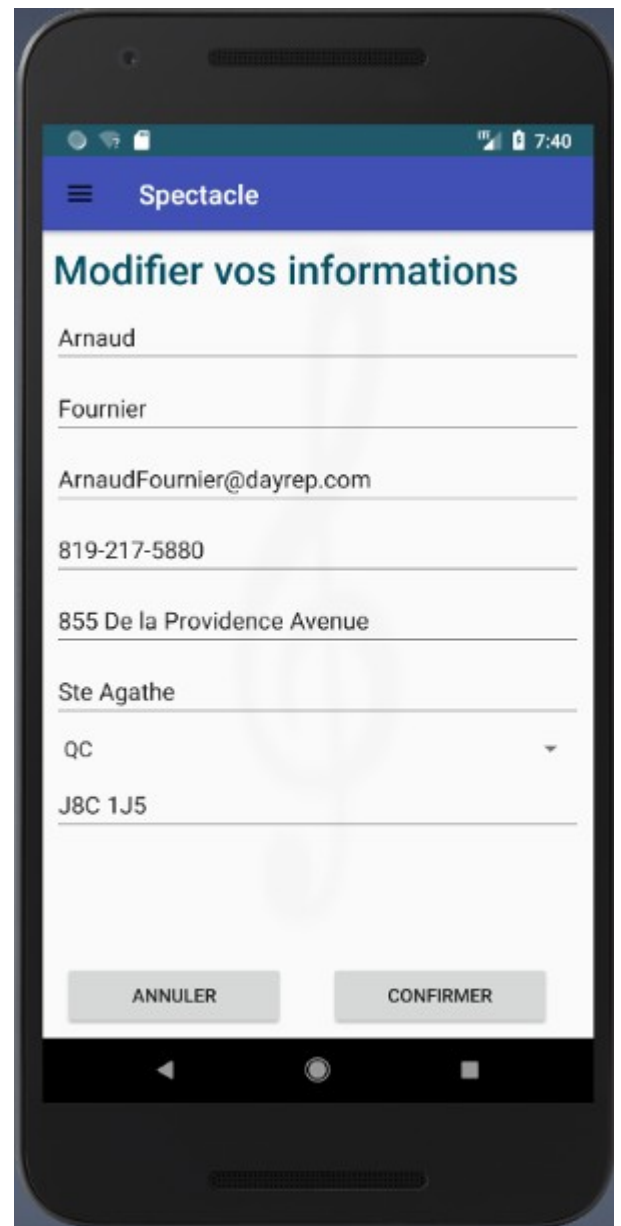 7:40
Spectacle
Modifier vos informations
Arnaud
Fournier
ArnaudFournier@dayrep.com
819-217-5880
855 De la Providence Avenue
Ste Agathe
QC
J8C 1J5
ANNULER CONFIRMER